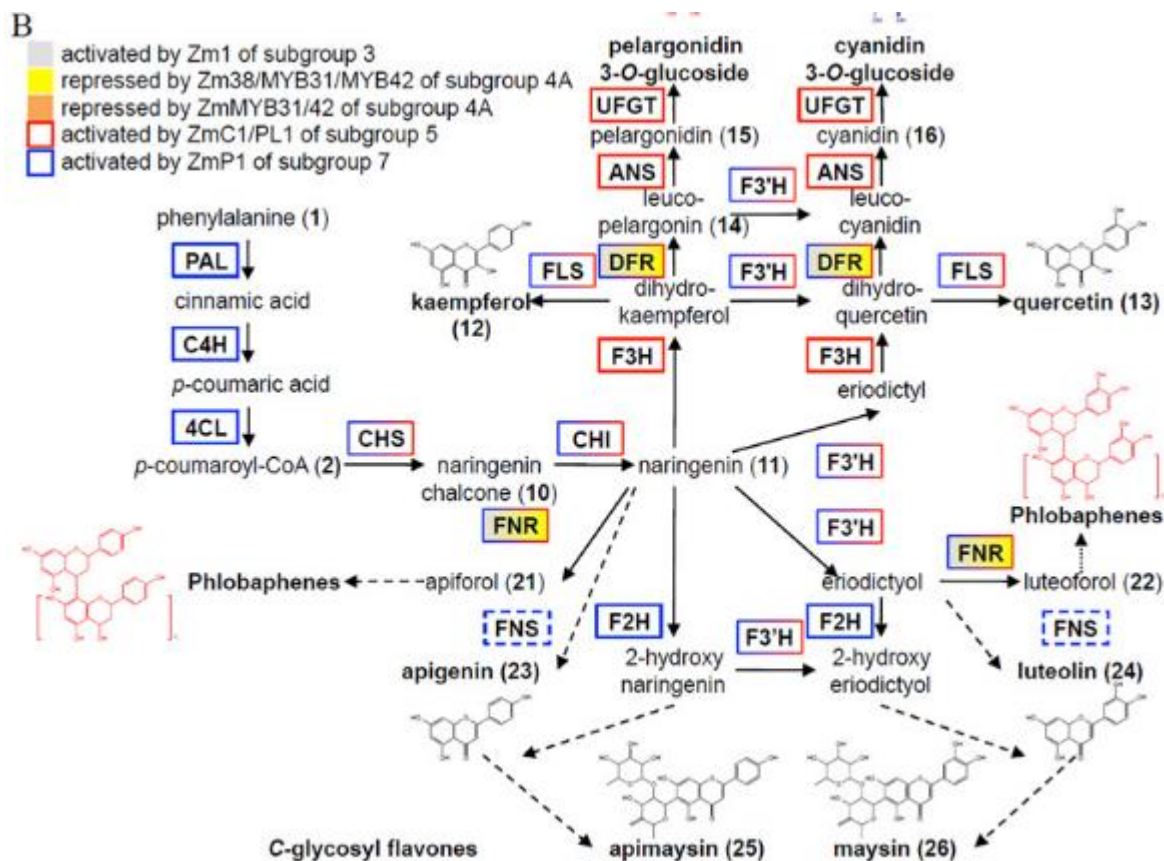 B
activated by Zm1 of subgroup 3
repressed by Zm38/MYB31/MYB42 of subgroup 4A
repressed by ZmMYB31/42 of subgroup 4A
activated by ZmC1/PL1 of subgroup 5
activated by ZmP1 of subgroup 7
pelargonidin
3-O-glucoside
cyanidin
3-O-glucoside
UFGT
UFGT
pelargonidin (15)
cyanidin (16)
ANS
F3'H
ANS
leuco-
pelargonin (14)
leuco-
cyanidin
phenylalanine (1)
PAL
cinnamic acid
C4H
p-coumaric acid
4CL
p-coumaroyl-CoA (2)
FLS
DFR
F3'H
DFR
FLS
kaempferol
(12)
dihydro-
kaempferol
dihydro-
quercetin
quercetin (13)
F3H
F3H
eriodictyl
CHS
CHI
naringenin
chalcone (10)
naringenin (11)
F3'H
F3'H
FNR
FNR
Phlobaphenes
Phlobaphenes
apiforol (21)
eriodictyol
luteoforol (22)
FNS
F2H
F3'H
F2H
FNS
apigenin (23)
2-hydroxy
naringenin
2-hydroxy
eriodictyol
luteolin (24)
C-glycosyl flavones
apimaysin (25)
maysin (26)